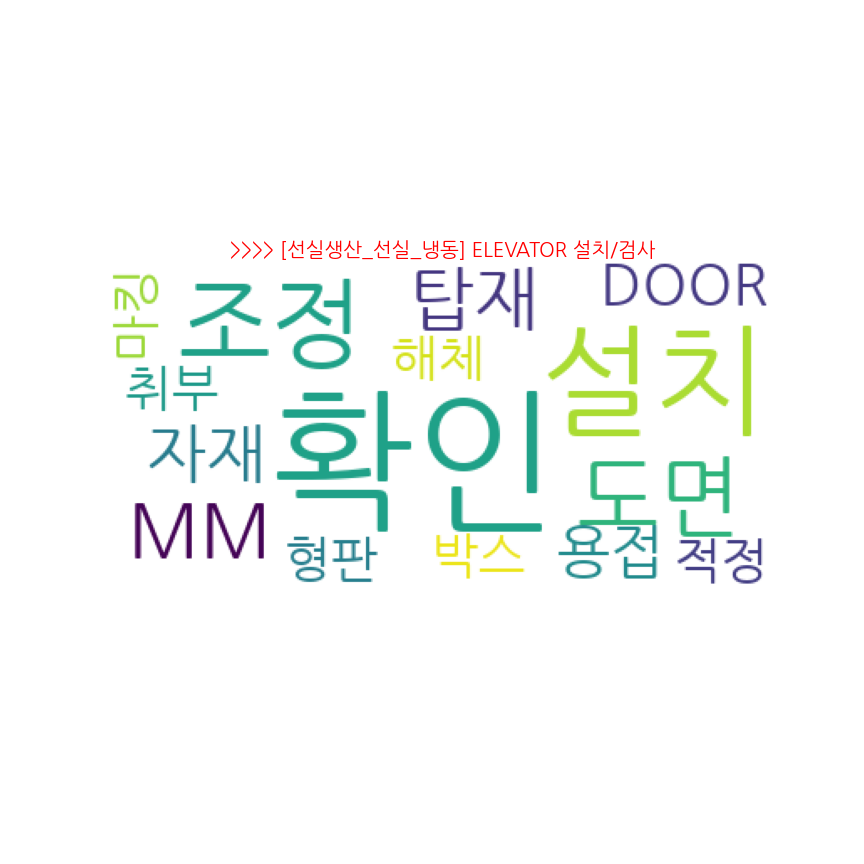 >>>> [선실생산_선실_냉동] ELEVATOR 설치/검사
마킹
조정
탑재
DOOR
취부
해체
설치
자재
확인
도면
MM
형판
박스
용접
적정